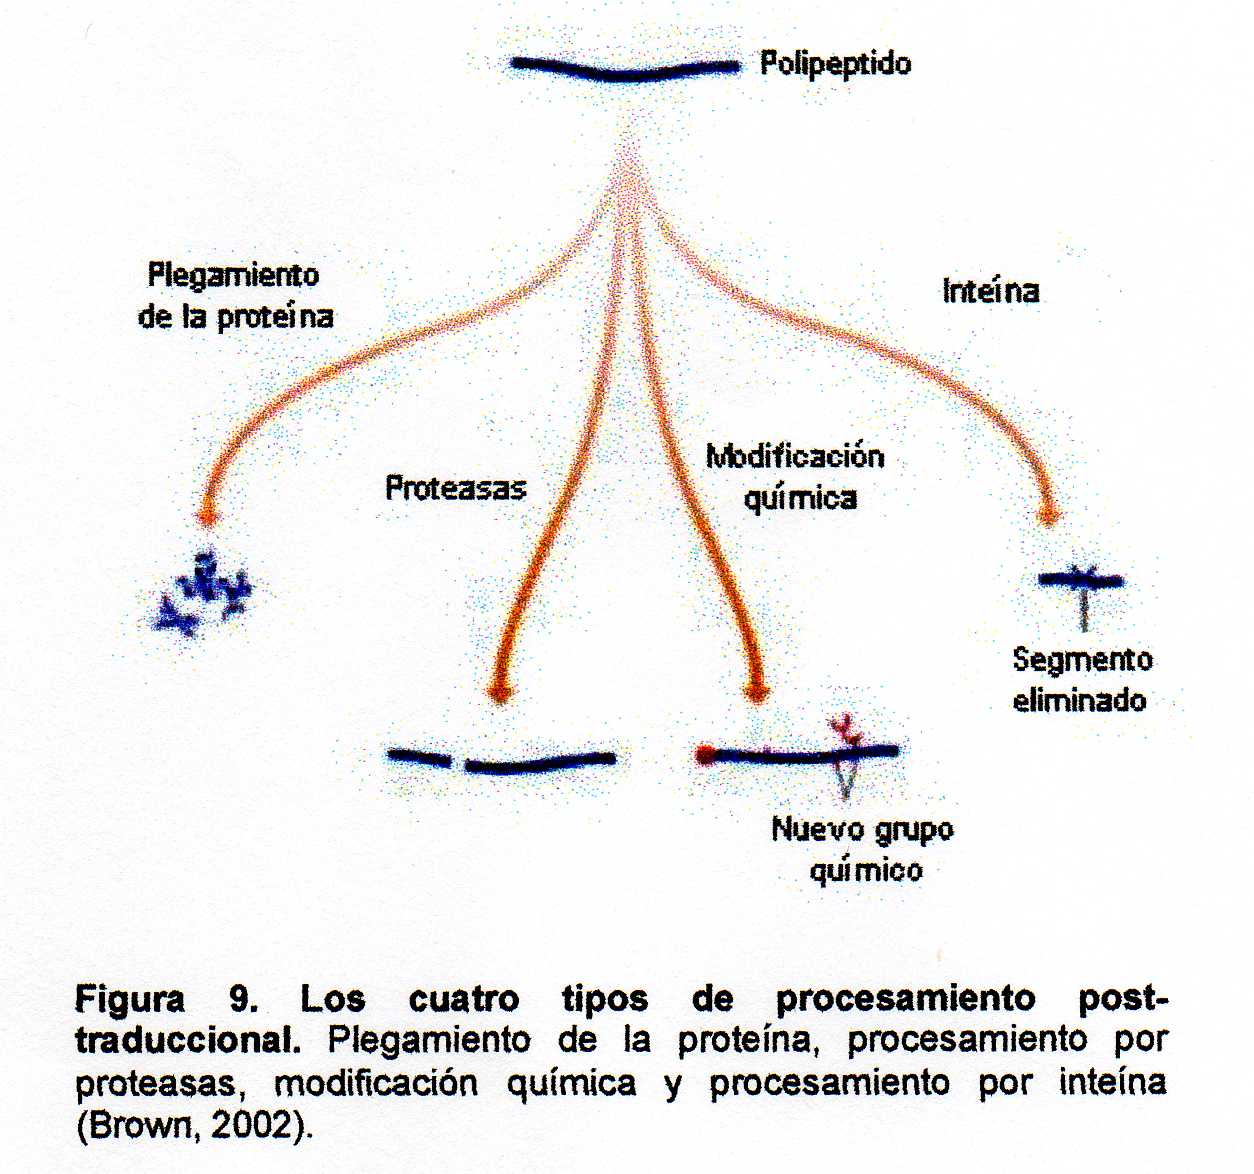 Polipeptido
Plegamiento
de la proteína
Inteína
Proteasas
Modificación
química
Segmento
eliminado
Nuevo grupo
químico
Figura 9. Los cuatro tipos de procesamiento post-
traduccional. Plegamiento de la proteína, procesamiento por
proteasas, modificación química y procesamiento por inteína
(Brown, 2002).